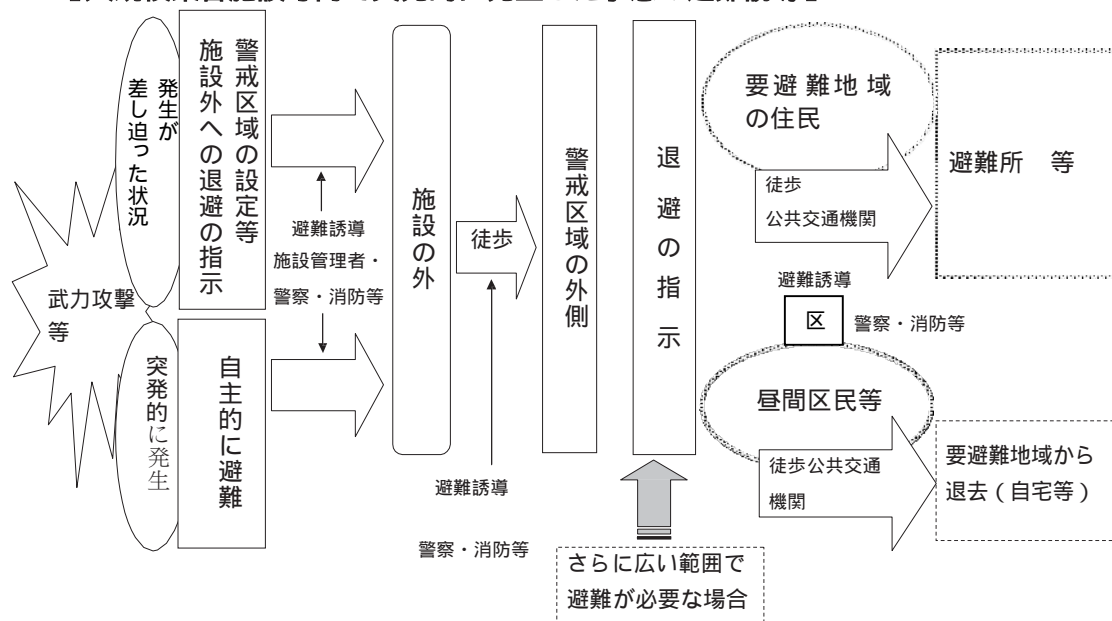 武力攻撃
等
発生が
差し迫った状況
突発的に発生
警戒区域の設定等
施設外への退避の指示
自主的に避難
避難誘導
施設管理者・
警察・消防等
施設の外
徒歩
避難誘導
警察・消防等
警戒区域の外側
退避の指示
さらに広い範囲で
避難が必要な場合
要避難地域
の住民
徒歩
公共交通機関
避難所　等
避難誘導
区
警察・消防等
昼間区民等
徒歩公共交通
機関
要避難地域から
退去（自宅等）